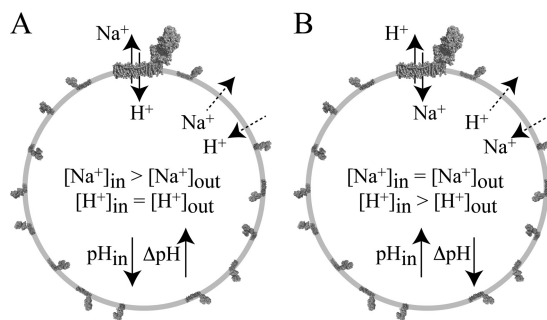 A
Na⁺
H⁺
Na⁺
H⁺
[Na⁺]in > [Na⁺]out
[H⁺]in = [H⁺]out
pHin
ΔpH
B
H⁺
Na⁺
H⁺
Na⁺
[Na⁺]in = [Na⁺]out
[H⁺]in > [H⁺]out
pHin
ΔpH